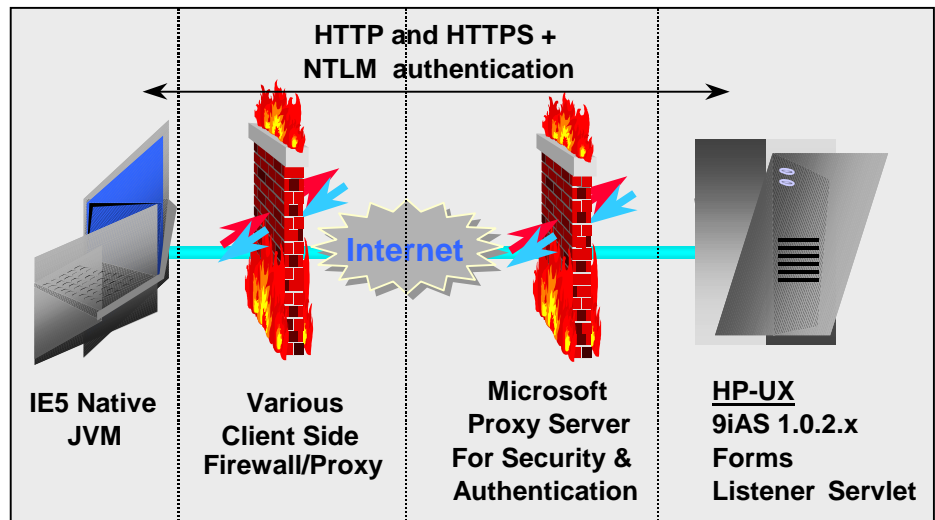 HTTP and HTTPS +
NTLM authentication
Internet
IE5 Native
JVM
Various
Client Side
Firewall/Proxy
Microsoft
Proxy Server
For Security &
Authentication
HP-UX
9iAS 1.0.2.x
Forms
Listener Servlet